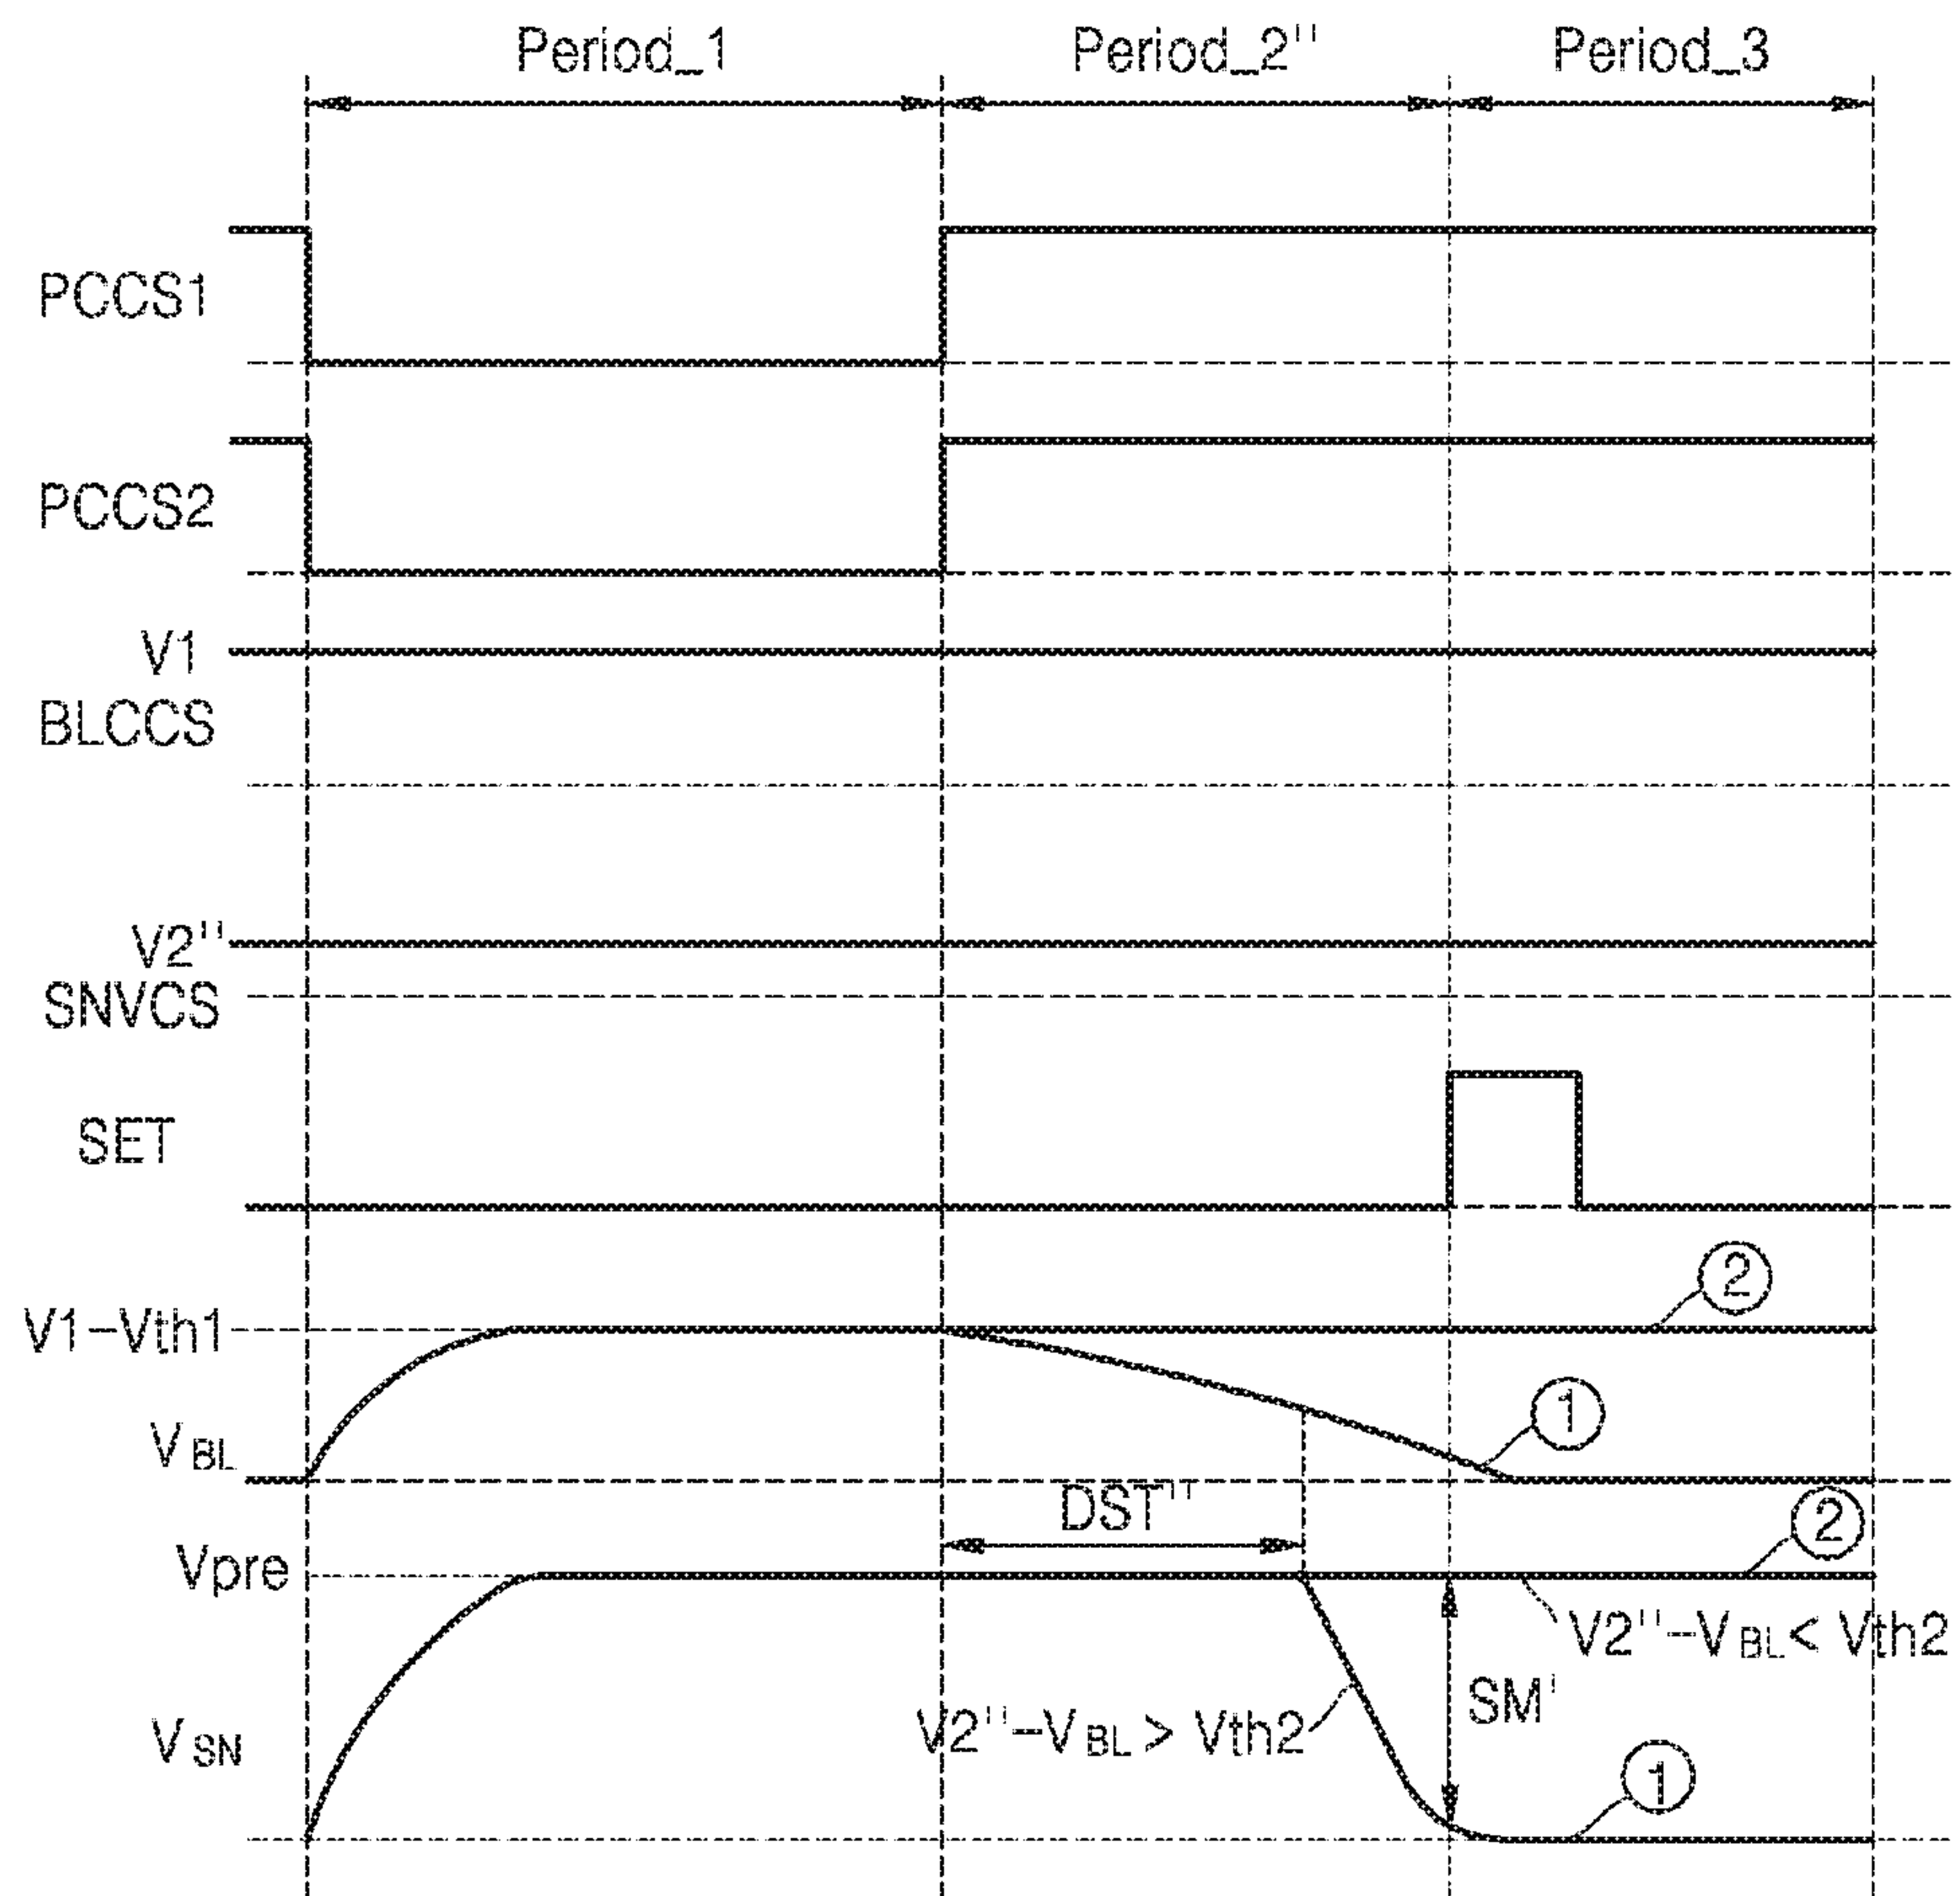 Period_1 Period_2'' Period_3
PCCS1
PCCS2
V1
BLCCS
V2''
SNVCS
SET
②
V1-Vth1
①
VBL
DST''
②
Vpre
V2''-VBL< Vth2
SM'
V2''-VBL> Vth2
VSN
①